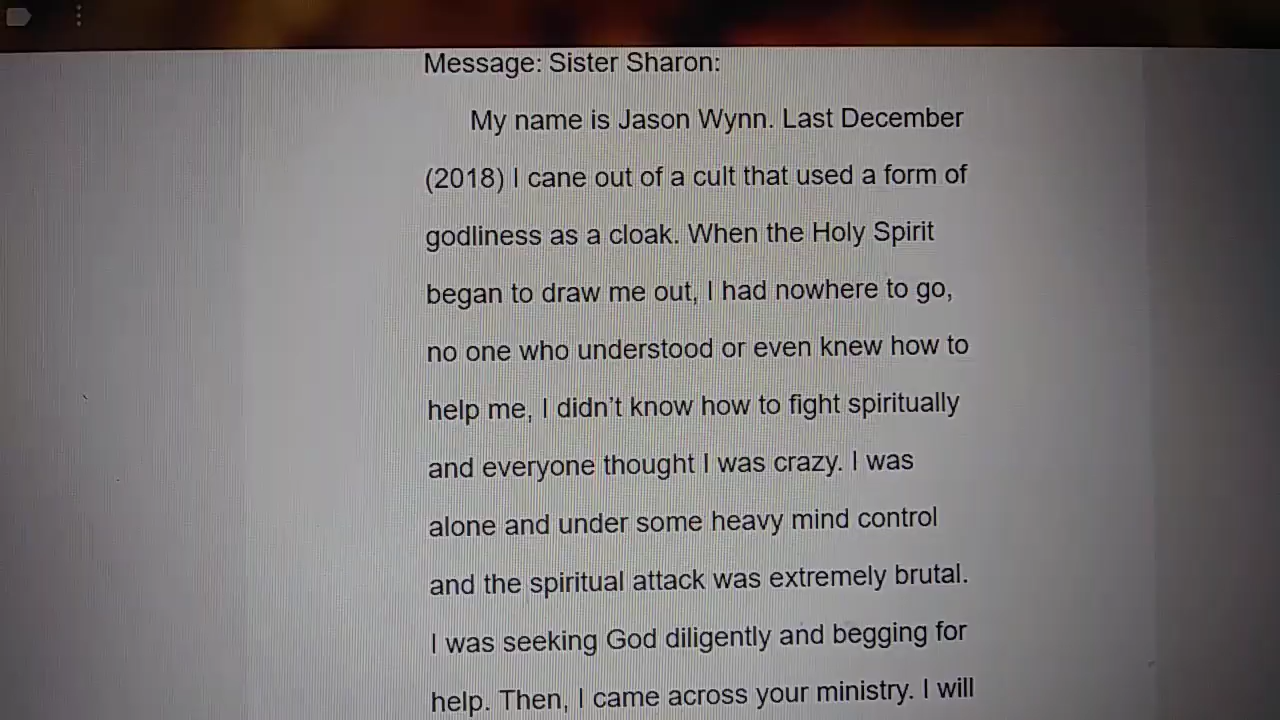 Message: Sister Sharon:
My name is Jason Wynn. Last December
(2018) I cane out of a cult that used a form of
godliness as a cloak. When the Holy Spirit
began to draw me out, I had nowhere to go,
no one who understood or even knew how to
help me, I didn't know how to fight spiritually
and everyone thought I was crazy. I was
alone and under some heavy mind control
and the spiritual attack was extremely brutal.
I was seeking God diligently and begging for
help. Then, I came across your ministry. I will